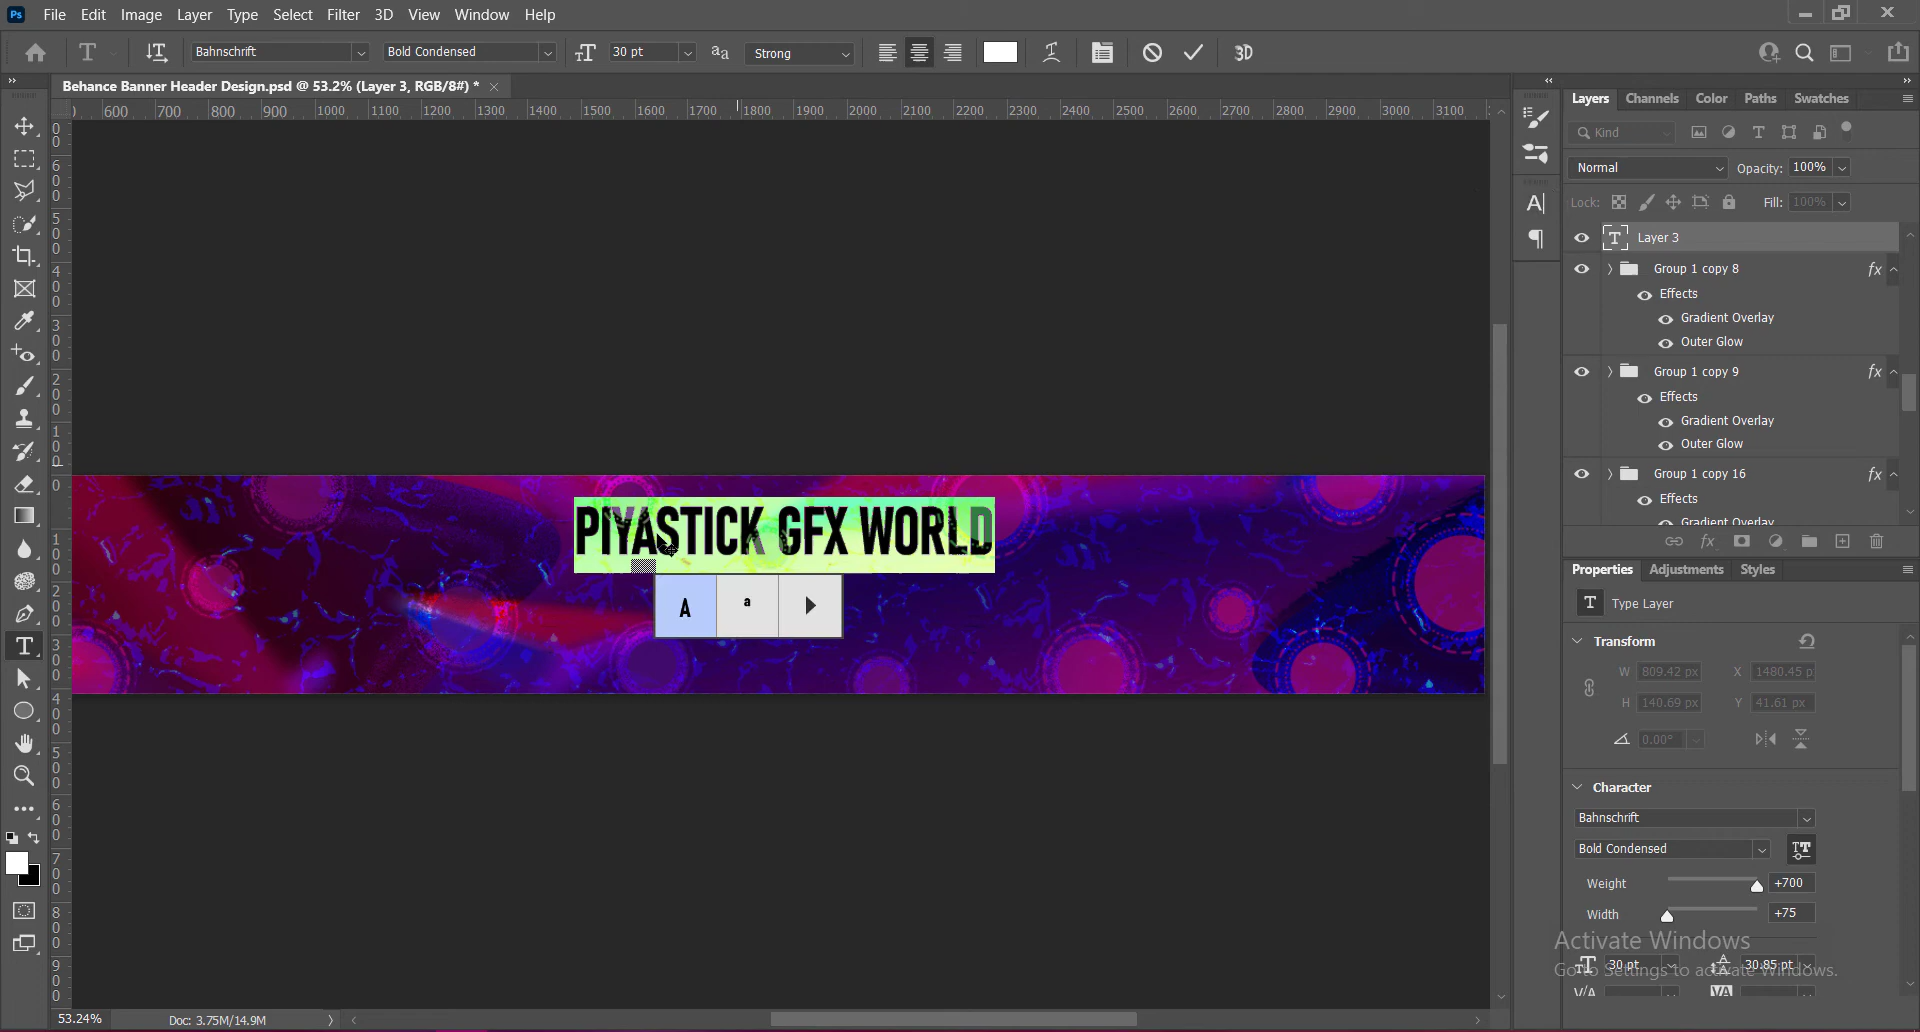 Ps File Edit Image Layer Type Select Filter 3D View Window Help
Bahnschrift Bold Condensed 30 pt aa Strong 3D
Behance Banner Header Design.psd @ 53.2% (Layer 3, RGB/8#) *
600 700 800 900 1000 1100 1200 1300 1400 1500 1600 1700 1800 1900 2000 2100 2200 2300 2400 2500 2600 2700 2800 2900 3000 3100
Layers Channels Color Paths Swatches
Kind
Normal Opacity: 100%
Lock: Fill: 100%
Layer 3
Group 1 copy 8 fx
Effects
Gradient Overlay
Outer Glow
Group 1 copy 9 fx
Effects
Gradient Overlay
Outer Glow
Group 1 copy 16 fx
Effects
Gradient Overlay
PIYASTICK GFX WORLD
A a
Properties Adjustments Styles
T Type Layer
Transform
W 809.42 px X 1480.45 p
H 140.69 px Y 41.61 px
0.00°
Character
Bahnschrift
Bold Condensed
Weight +700
Width +75
Activate Windows
Go to Settings to activate Windows.
30 pt 30.85 pt
V/A VA
53.24% Doc: 3.75M/14.9M